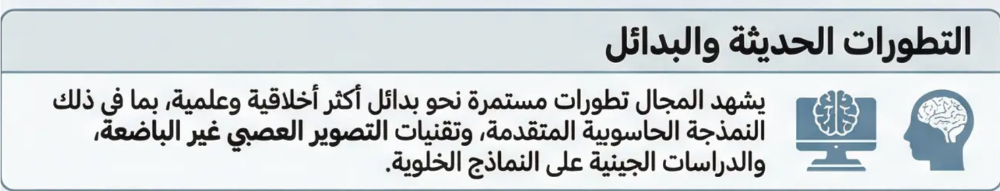 التطورات الحديثة والبدائل
يشهد المجال تطورات مستمرة نحو بدائل أكثر أخلاقية وعلمية، بما في ذلك
النمذجة الحاسوبية المتقدمة، وتقنيات التصوير العصبي غير الباضعة،
والدراسات الجينية على النماذج الخلوية.